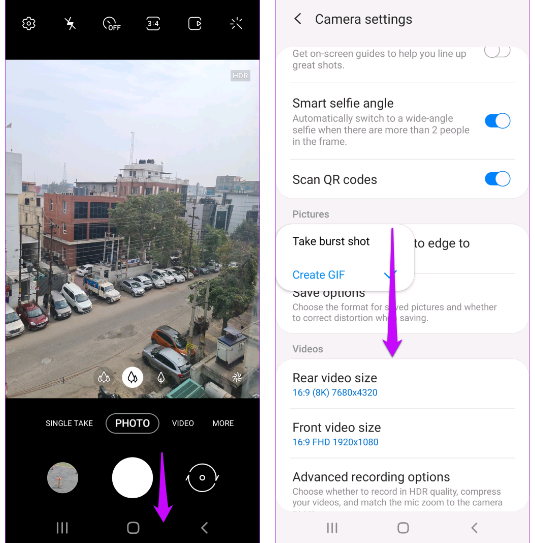 OFF
3:4
HDR
SINGLE TAKE
PHOTO
VIDEO
MORE
Camera settings
Get on-screen guides to help you line up
great shots.
Smart selfie angle
Automatically switch to a wide-angle
selfie when there are more than 2 people
in the frame.
Scan QR codes
Pictures
Take burst shot
to edge to
Create GIF
Save options
Choose the format for saved pictures and whether
to correct distortion when saving.
Videos
Rear video size
16:9 (8K) 7680x4320
Front video size
16:9 FHD 1920x1080
Advanced recording options
Choose whether to record in HDR quality, compress
your videos, and match the mic zoom to the camera